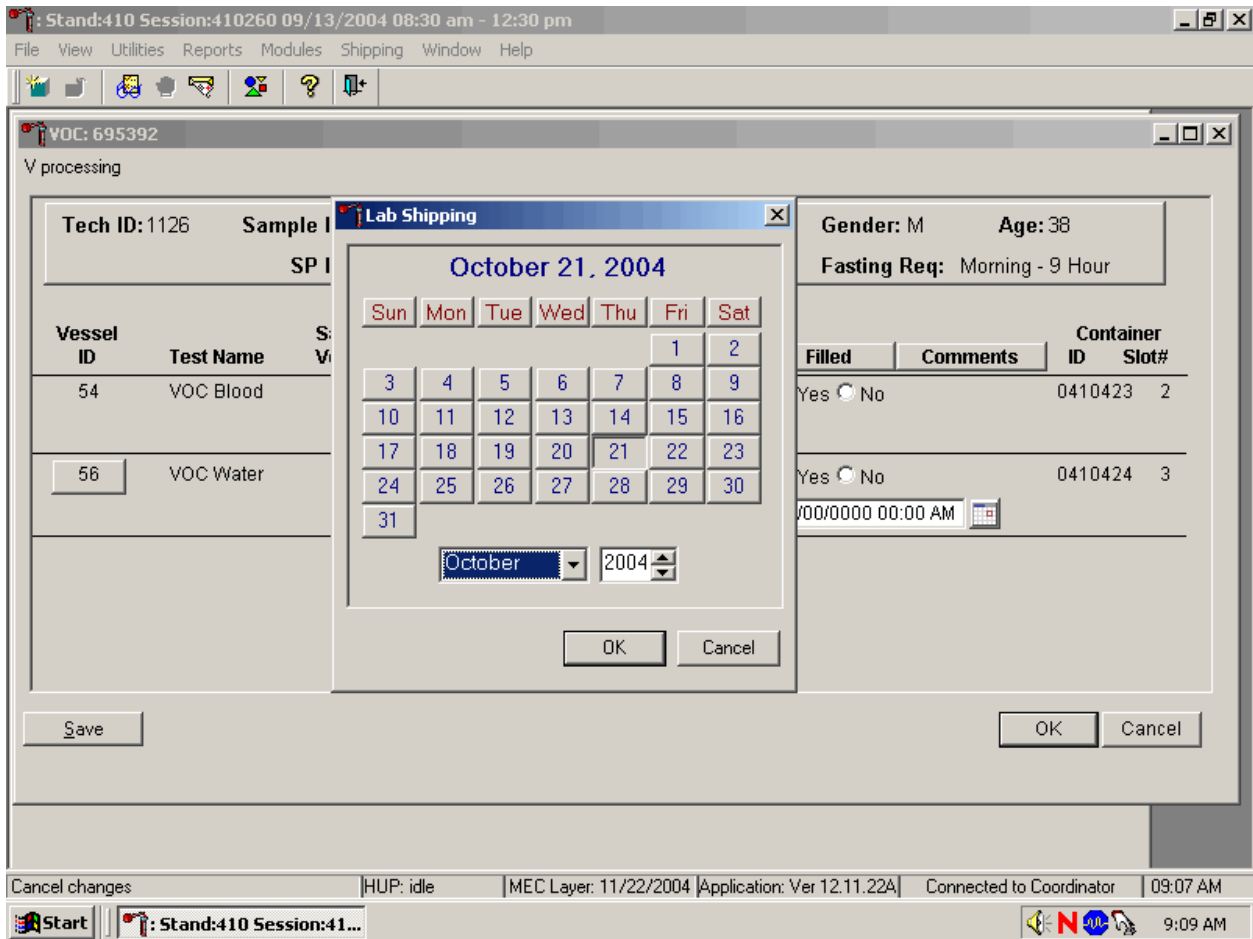 : Stand:410 Session:410260 09/13/2004 08:30 am - 12:30 pm
File View Utilities Reports Modules Shipping Window Help
VOC: 695392
V processing
Tech ID: 1126 Sample I Gender: M Age: 38
SP I Fasting Req: Morning - 9 Hour
Vessel Container
ID Test Name Filled Comments ID Slot#
54 VOC Blood Yes No 0410423 2
56 VOC Water Yes No 0410424 3
/00/0000 00:00 AM
Lab Shipping
October 21, 2004
Sun Mon Tue Wed Thu Fri Sat
1 2
3 4 5 6 7 8 9
10 11 12 13 14 15 16
17 18 19 20 21 22 23
24 25 26 27 28 29 30
31
October 2004
OK Cancel
Save OK Cancel
Cancel changes HUP: idle MEC Layer: 11/22/2004 Application: Ver 12.11.22A Connected to Coordinator 09:07 AM
Start : Stand:410 Session:41... N 9:09 AM